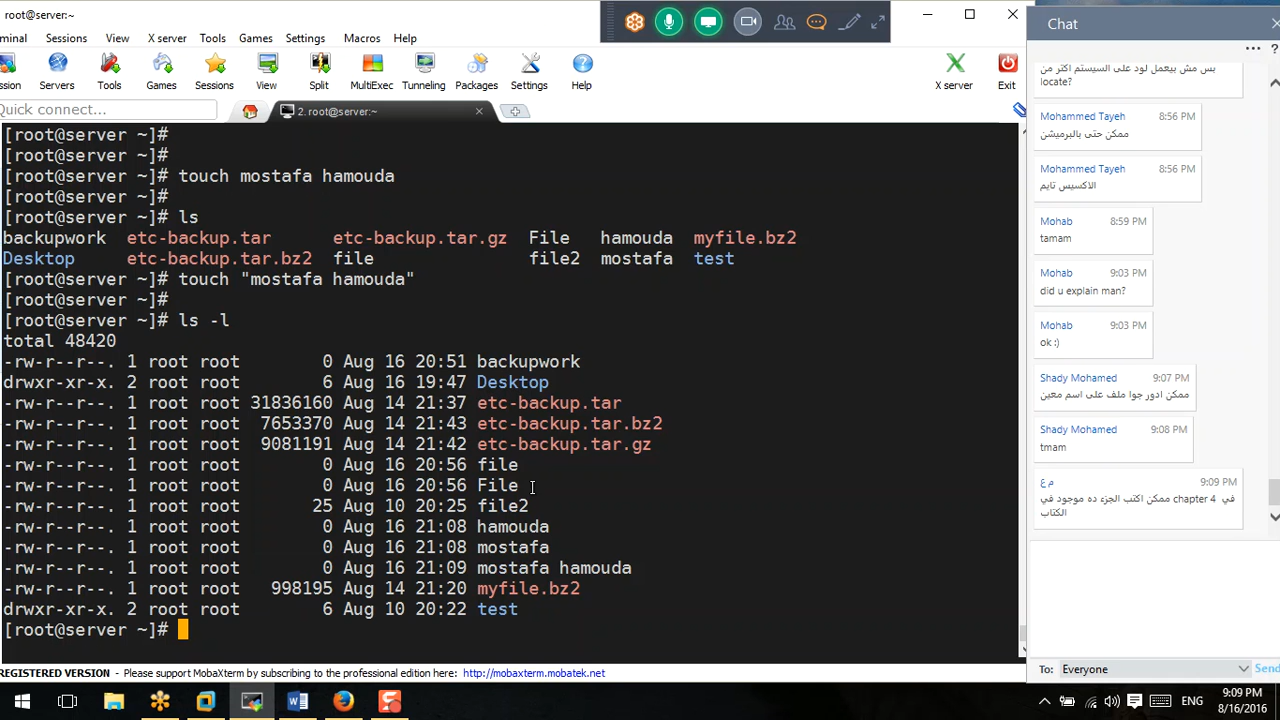 root@server:~
minal Sessions View X server Tools Games Settings Macros Help
ssion Servers Tools Games Sessions View Split MultiExec Tunneling Packages Settings Help X server Exit
Quick connect...
2. root@server:~
[root@server ~]#
[root@server ~]#
[root@server ~]# touch mostafa hamouda
[root@server ~]#
[root@server ~]# ls
backupwork etc-backup.tar etc-backup.tar.gz File hamouda myfile.bz2
Desktop etc-backup.tar.bz2 file file2 mostafa test
[root@server ~]# touch "mostafa hamouda"
[root@server ~]#
[root@server ~]# ls -l
total 48420
-rw-r--r--. 1 root root 0 Aug 16 20:51 backupwork
drwxr-xr-x. 2 root root 6 Aug 16 19:47 Desktop
-rw-r--r--. 1 root root 31836160 Aug 14 21:37 etc-backup.tar
-rw-r--r--. 1 root root 7653370 Aug 14 21:43 etc-backup.tar.bz2
-rw-r--r--. 1 root root 9081191 Aug 14 21:42 etc-backup.tar.gz
-rw-r--r--. 1 root root 0 Aug 16 20:56 file
-rw-r--r--. 1 root root 0 Aug 16 20:56 File
-rw-r--r--. 1 root root 25 Aug 10 20:25 file2
-rw-r--r--. 1 root root 0 Aug 16 21:08 hamouda
-rw-r--r--. 1 root root 0 Aug 16 21:08 mostafa
-rw-r--r--. 1 root root 0 Aug 16 21:09 mostafa hamouda
-rw-r--r--. 1 root root 998195 Aug 14 21:20 myfile.bz2
drwxr-xr-x. 2 root root 6 Aug 10 20:22 test
[root@server ~]#
REGISTERED VERSION - Please support MobaXterm by subscribing to the professional edition here: http://mobaxterm.mobatek.net
Chat
بس مش بيعمل لود على السيستم اكتر من
locate?
Mohammed Tayeh 8:56 PM
ممكن حتى بالبرميشن
Mohammed Tayeh 8:56 PM
الاكسيس تايم
Mohab 8:59 PM
tamam
Mohab 9:03 PM
did u explain man?
Mohab 9:03 PM
ok :)
Shady Mohamed 9:07 PM
ممكن ادور جوا ملف على اسم معين
Shady Mohamed 9:08 PM
tmam
م ع 9:09 PM
في chapter 4 ممكن اكتب الجزء ده موجود في
الكتاب
To: Everyone Send
ENG
9:09 PM
8/16/2016